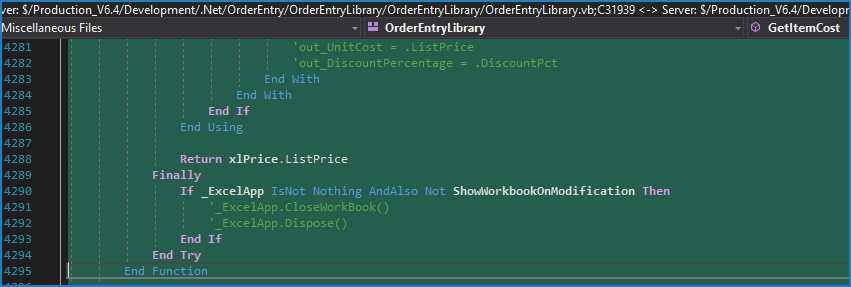 ver: $/Production_V6.4/Development/.Net/OrderEntry/OrderEntryLibrary/OrderEntryLibrary/OrderEntryLibrary.vb;C31939 <-> Server: $/Production_V6.4/Developm
Miscellaneous Files OrderEntryLibrary GetItemCost
4281 'out_UnitCost = .ListPrice
4282 'out_DiscountPercentage = .DiscountPct
4283 End With
4284 End With
4285 End If
4286 End Using
4287
4288 Return xlPrice.ListPrice
4289 Finally
4290 If _ExcelApp IsNot Nothing AndAlso Not ShowWorkbookOnModification Then
4291 '_ExcelApp.CloseWorkBook()
4292 '_ExcelApp.Dispose()
4293 End If
4294 End Try
4295 End Function